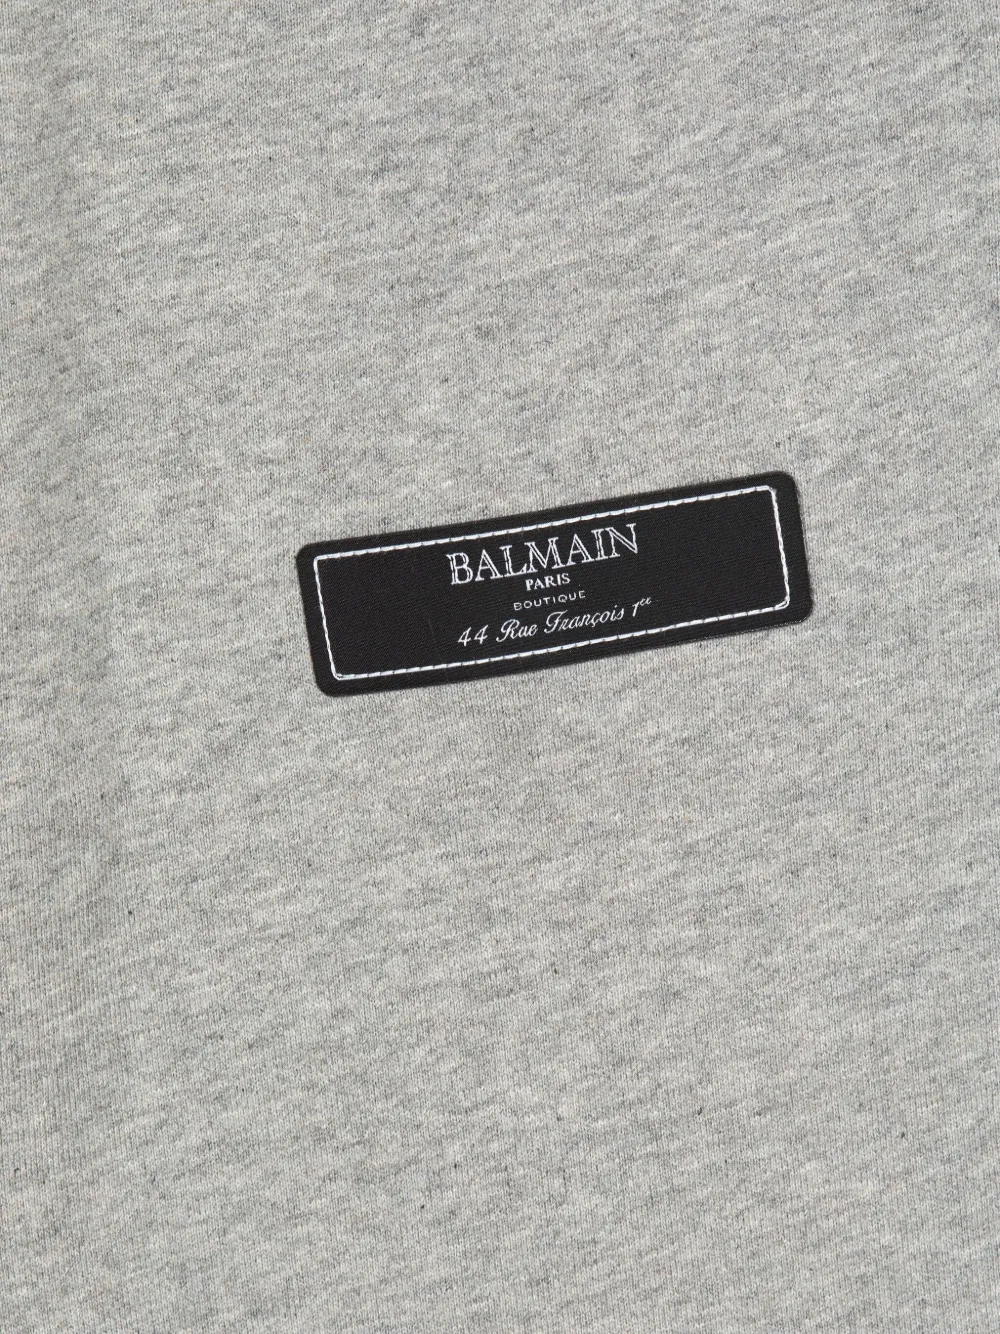 BALMAIN
PARIS
BOUTIQUE
44 Rue François 1er